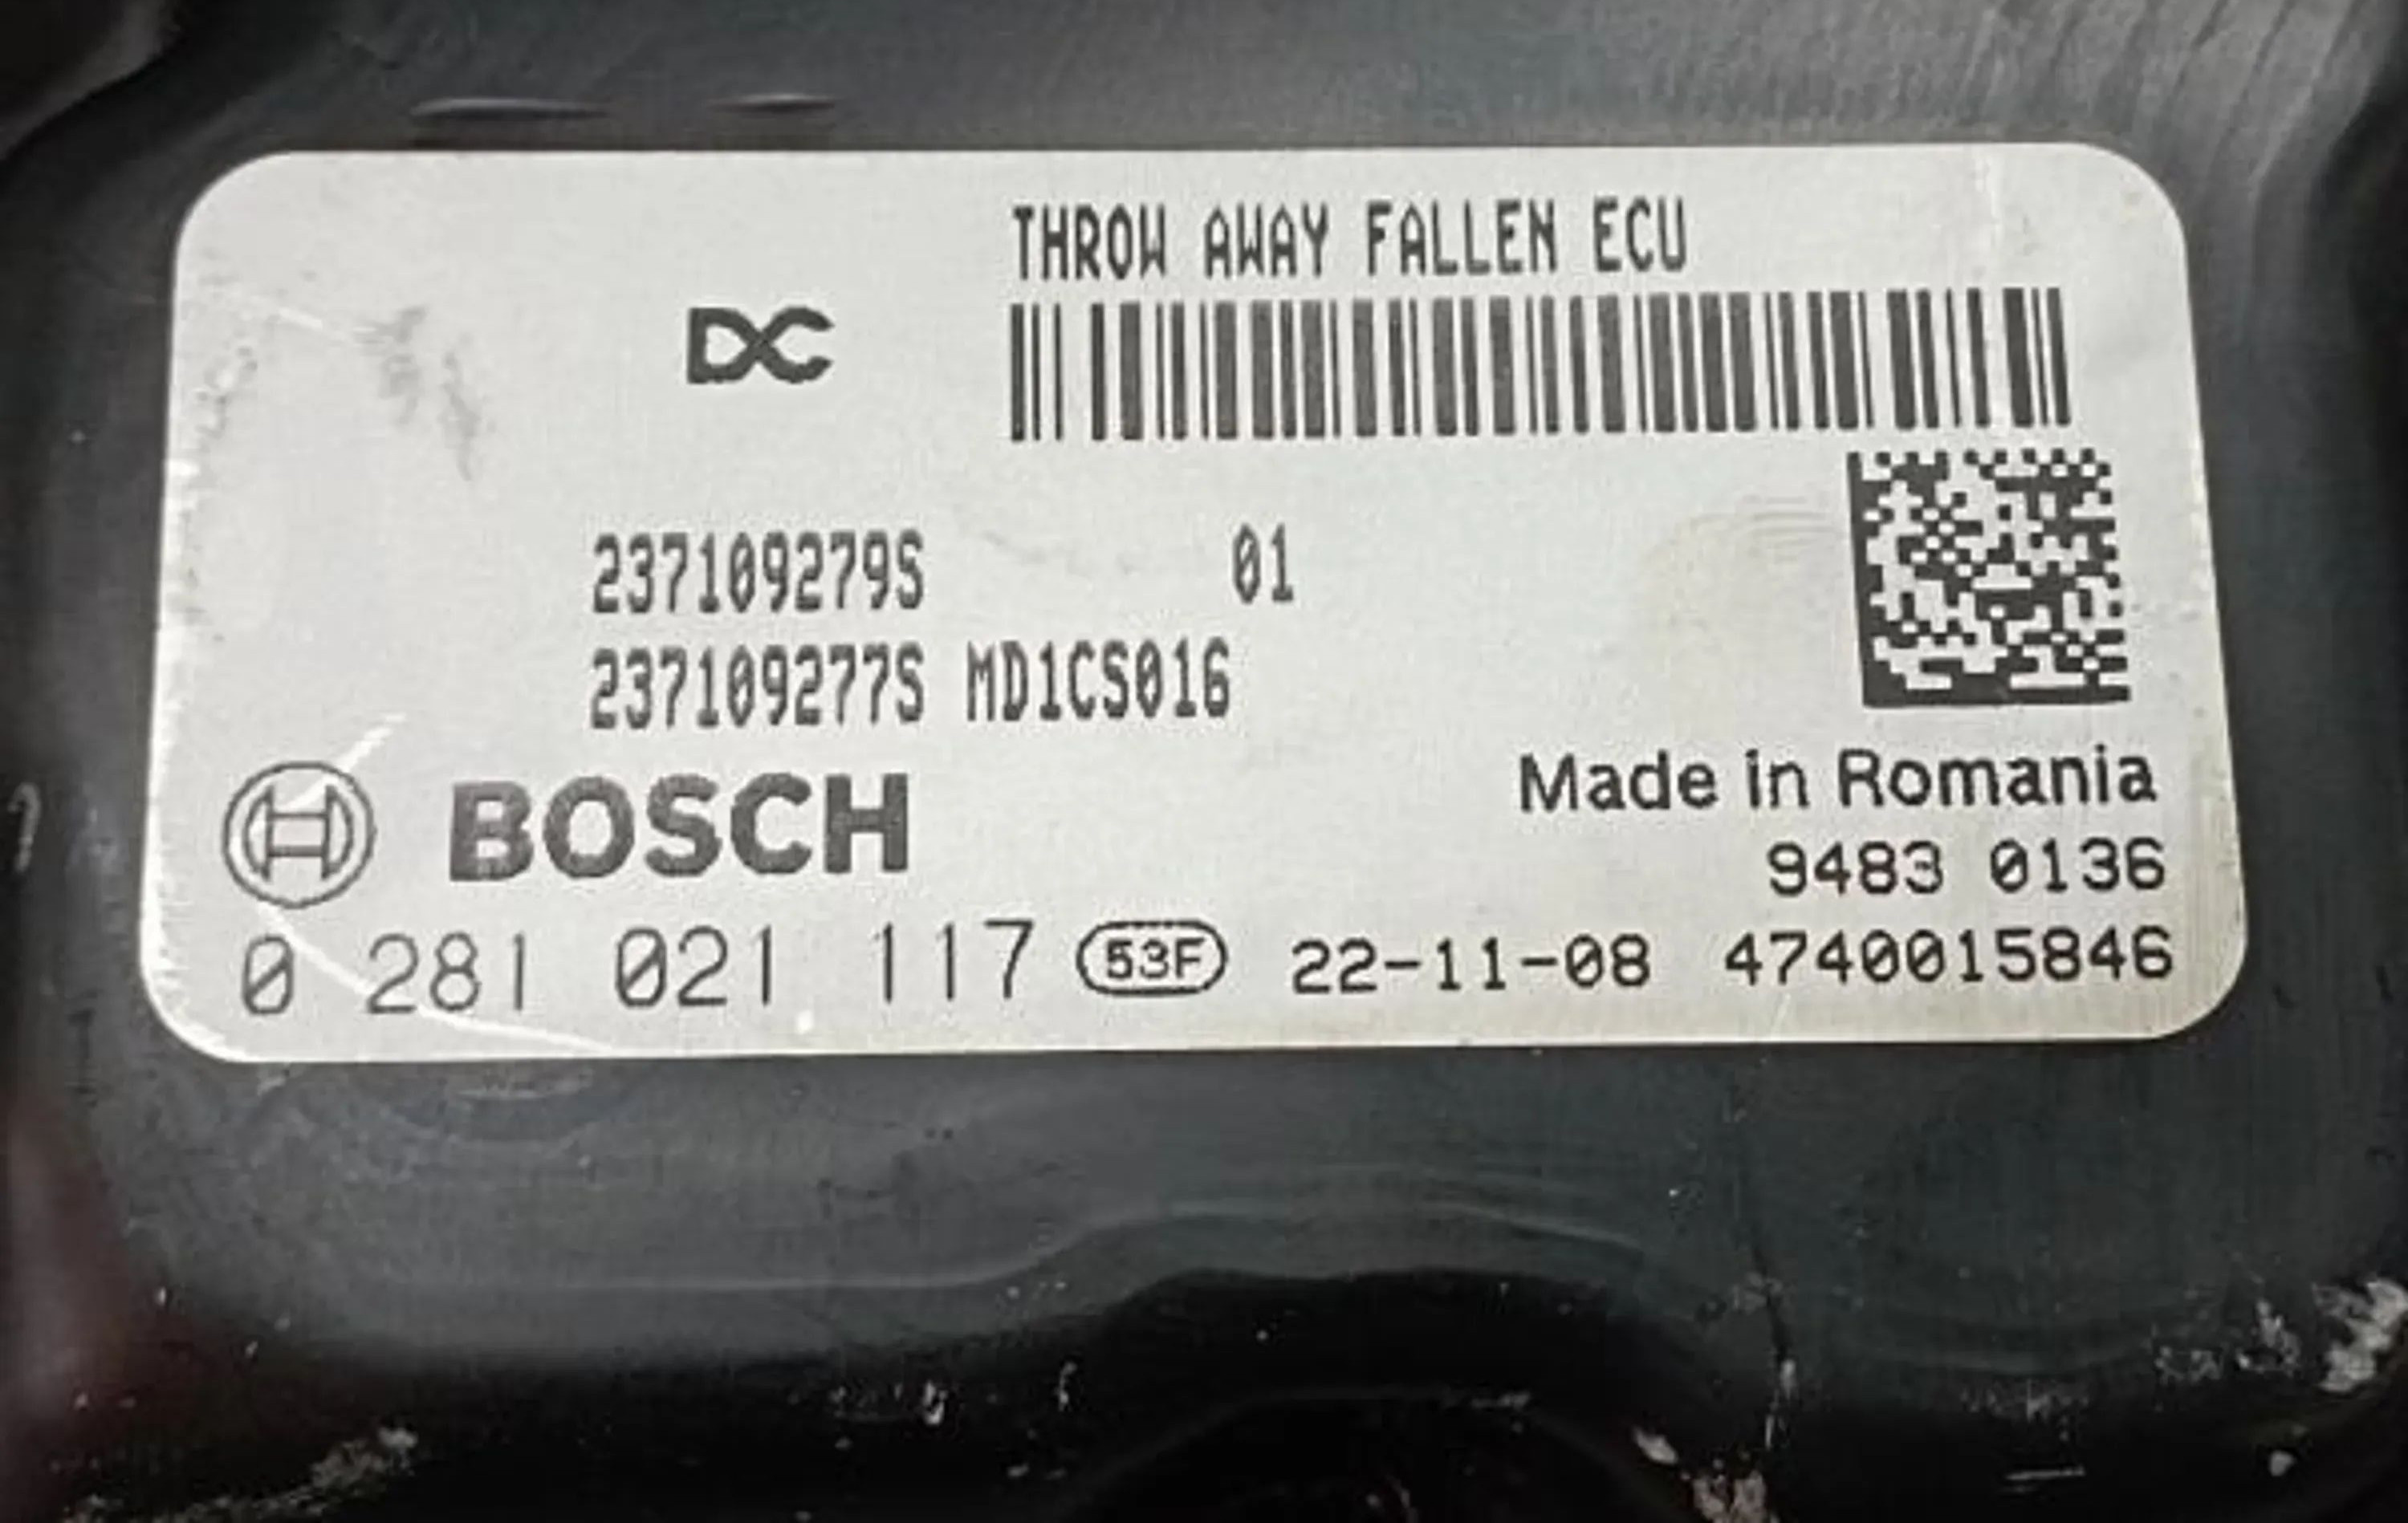 THROW AWAY FALLEN ECU
DC
237109279S 01
237109277S MD1CS016
Made in Romania
BOSCH
9483 0136
0 281 021 117 53F 22-11-08 4740015846